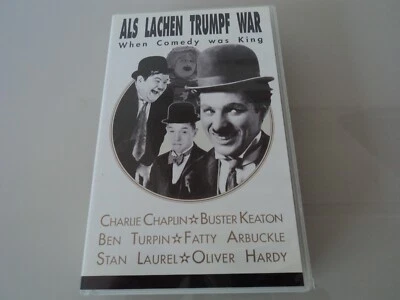 ALS LACHEN TRUMPF WAR
When Comedy was King
CHARLIE CHAPLIN☆BUSTER KEATON
BEN TURPIN☆FATTY ARBUCKLE
STAN LAUREL☆OLIVER HARDY